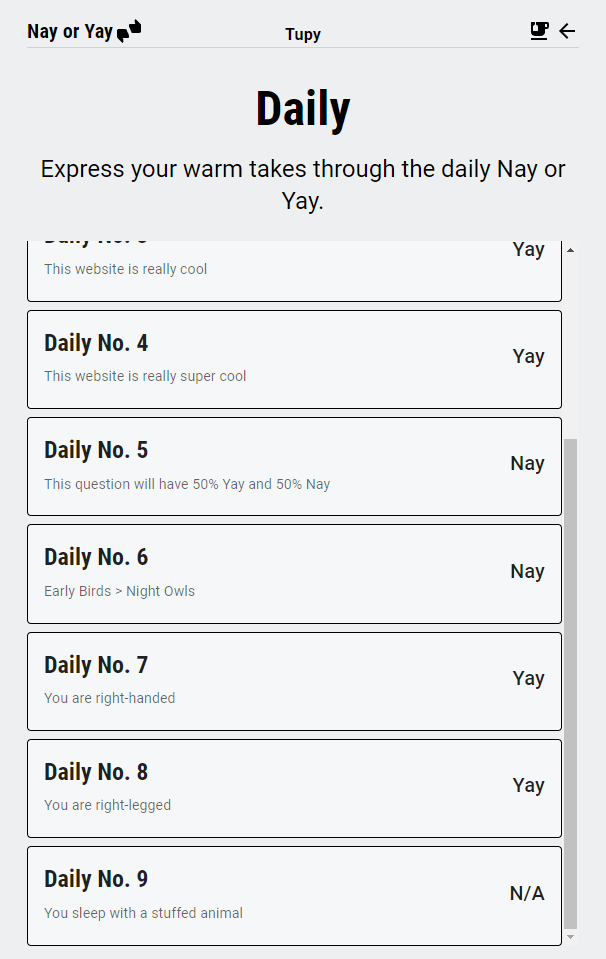 Nay or Yay
Tupy
Daily
Express your warm takes through the daily Nay or
Yay.
Yay
This website is really cool
Daily No. 4
Yay
This website is really super cool
Daily No. 5
Nay
This question will have 50% Yay and 50% Nay
Daily No. 6
Nay
Early Birds > Night Owls
Daily No. 7
Yay
You are right-handed
Daily No. 8
Yay
You are right-legged
Daily No. 9
N/A
You sleep with a stuffed animal